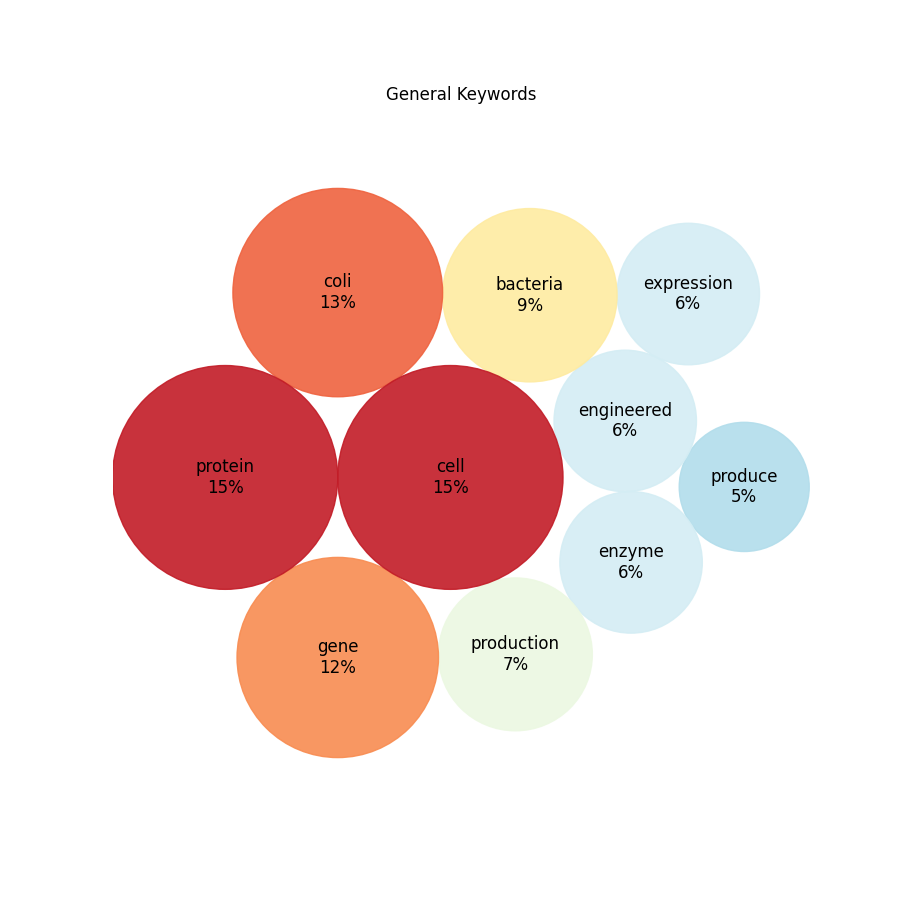 General Keywords
coli
13%
bacteria
9%
expression
6%
engineered
6%
protein
15%
cell
15%
produce
5%
enzyme
6%
gene
12%
production
7%